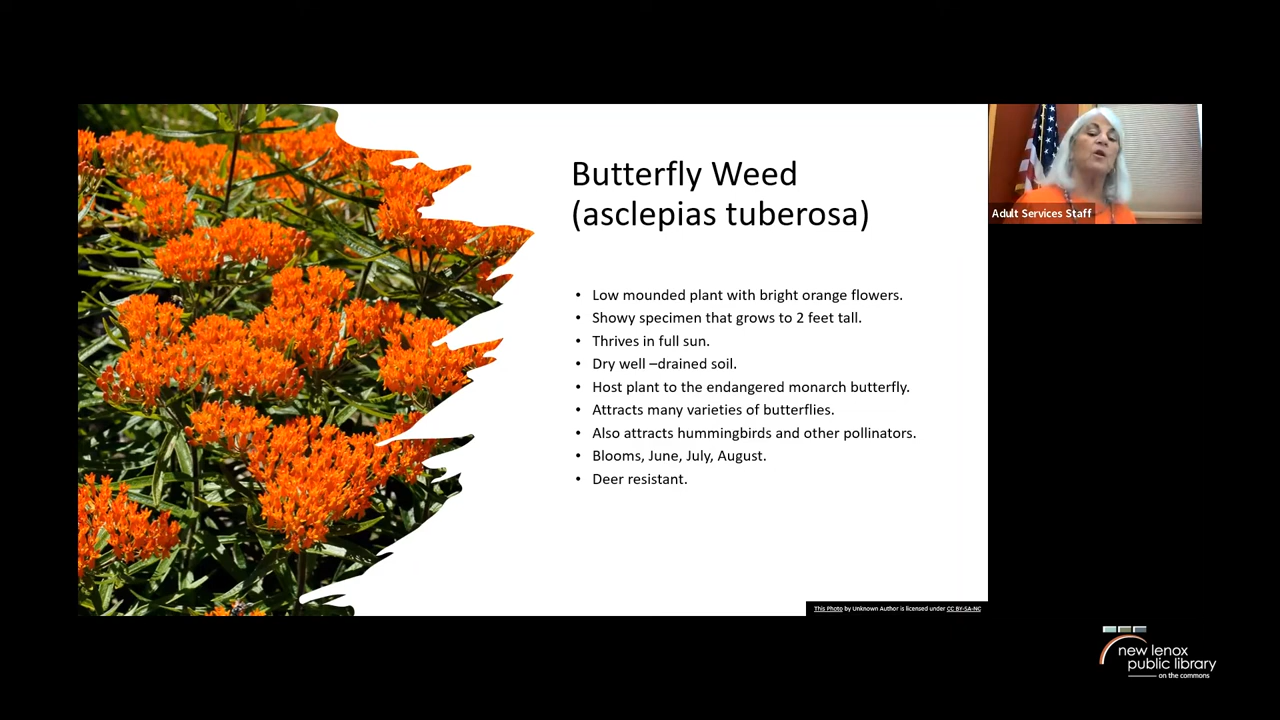 Butterfly Weed
(asclepias tuberosa)
• Low mounded plant with bright orange flowers.
• Showy specimen that grows to 2 feet tall.
• Thrives in full sun.
• Dry well –drained soil.
• Host plant to the endangered monarch butterfly.
• Attracts many varieties of butterflies.
• Also attracts hummingbirds and other pollinators.
• Blooms, June, July, August.
• Deer resistant.
This Photo by Unknown Author is licensed under CC BY-SA-NC
Adult Services Staff
new lenox
public library
on the commons